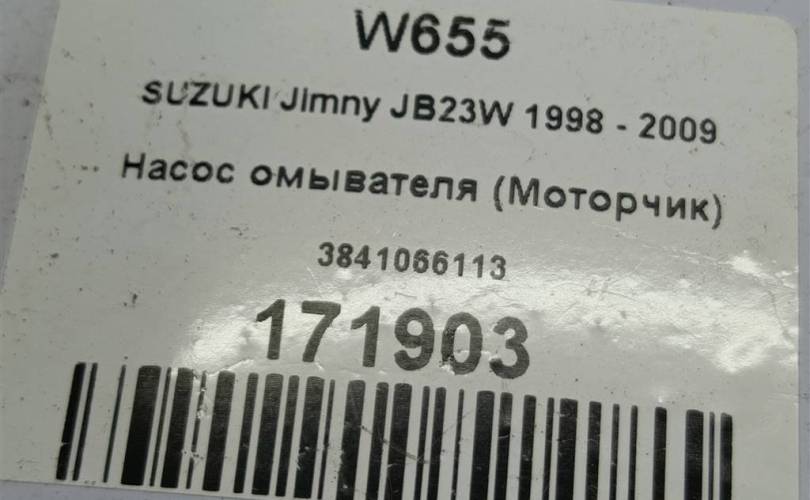 W655
SUZUKI Jimny JB23W 1998 - 2009
Насос омывателя (Моторчик)
3841066113
171903